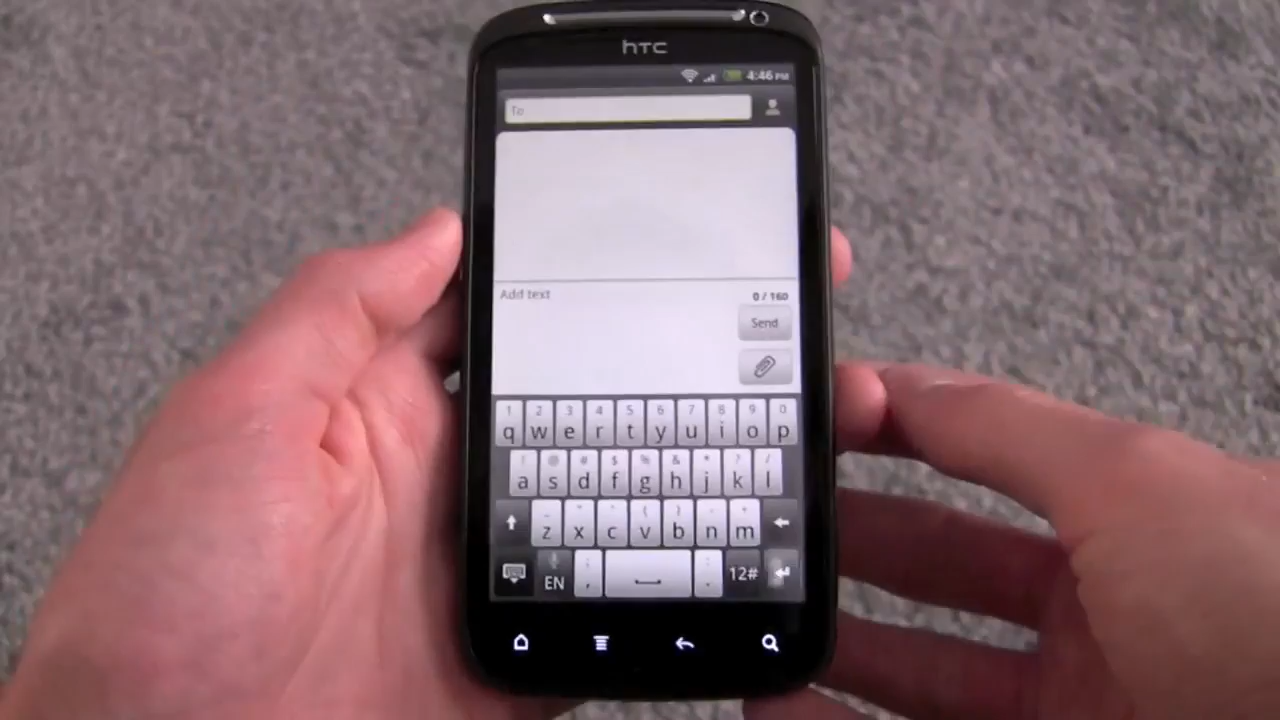 hTC
4:46 PM
To
Add text
0 / 160
Send
1 2 3 4 5 6 7 8 9 0
q w e r t y u i o p
! @ # $ % & * ? /
a s d f g h j k l
z x c v b n m
EN , . 12#